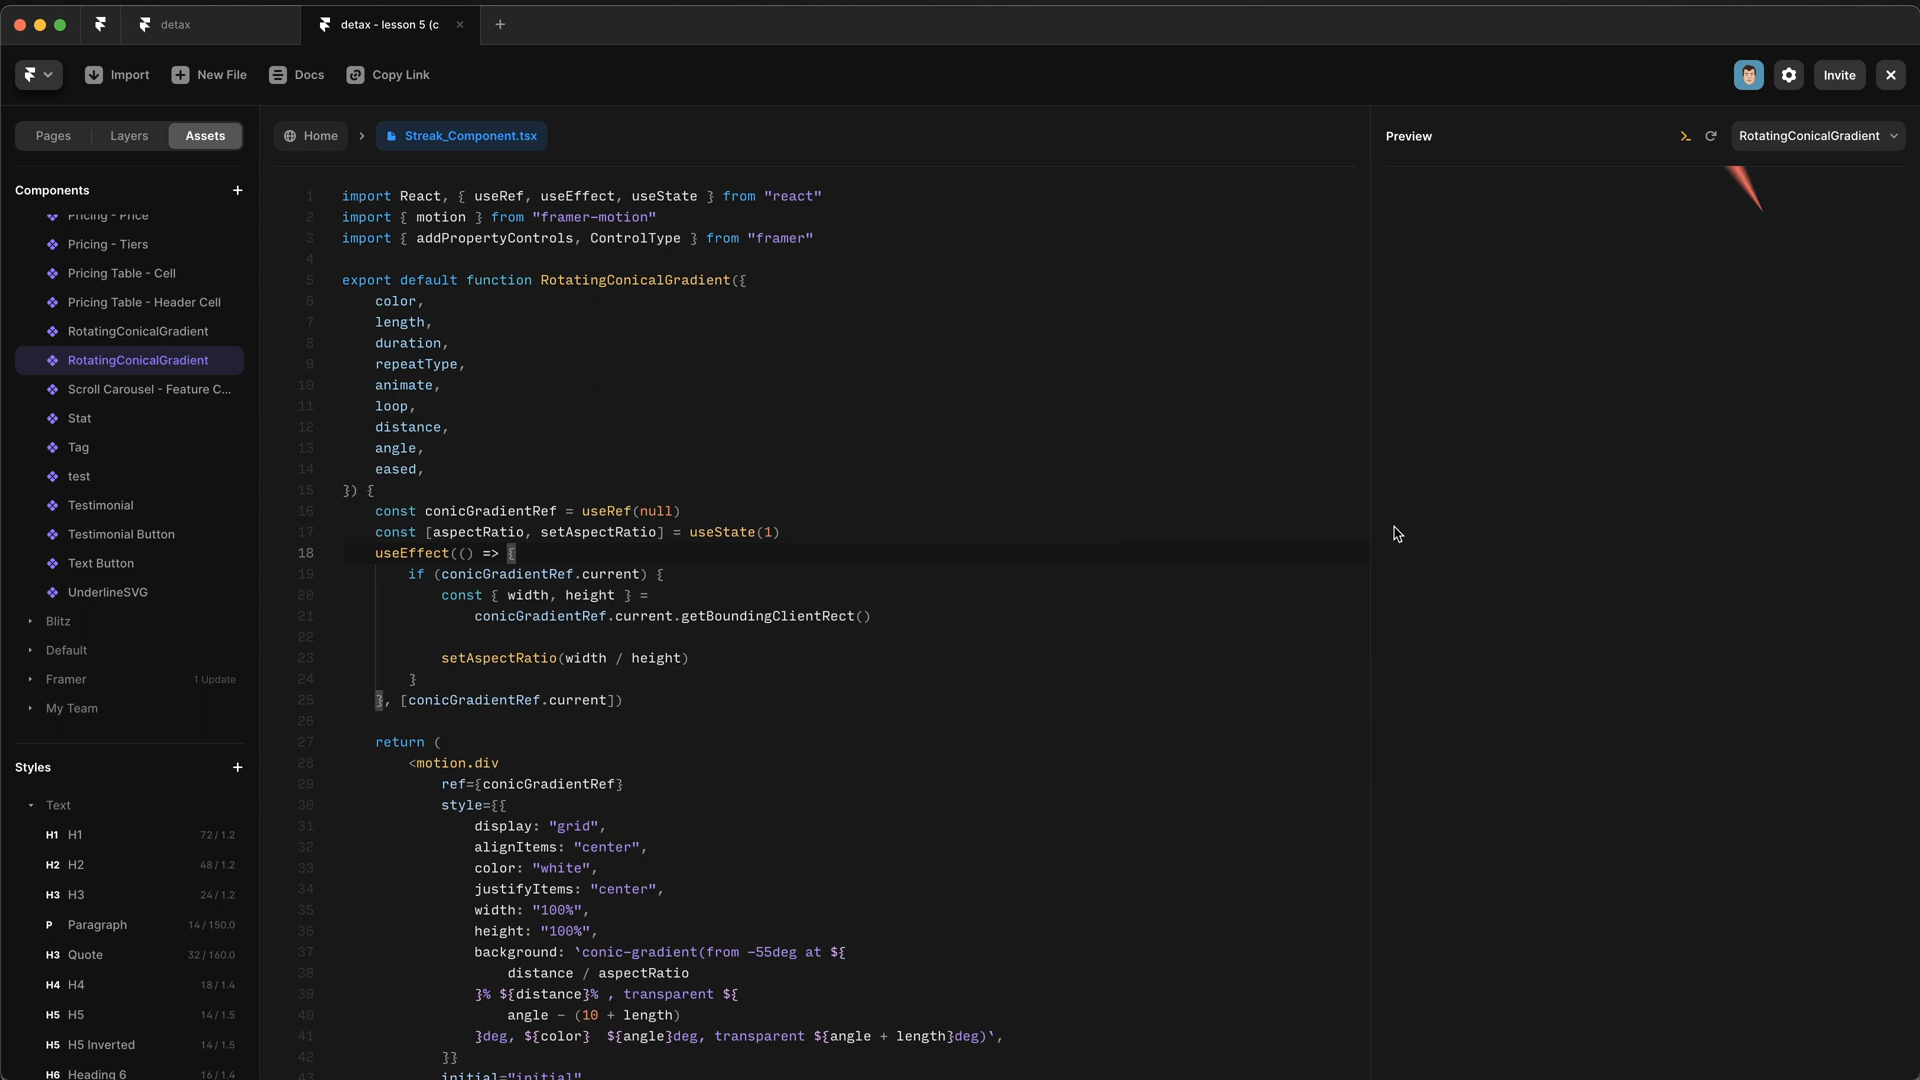 detax
detax - lesson 5 (c
Import
New File
Docs
Copy Link
Invite
Pages
Layers
Assets
Home
Streak_Component.tsx
Preview
RotatingConicalGradient
Components
Pricing - Price
Pricing - Tiers
Pricing Table - Cell
Pricing Table - Header Cell
RotatingConicalGradient
RotatingConicalGradient
Scroll Carousel - Feature C...
Stat
Tag
test
Testimonial
Testimonial Button
Text Button
UnderlineSVG
Blitz
Default
Framer 1 Update
My Team
Styles
Text
H1 H1 72 / 1.2
H2 H2 48 / 1.2
H3 H3 24 / 1.2
P Paragraph 14 / 150.0
H3 Quote 32 / 160.0
H4 H4 18 / 1.4
H5 H5 14 / 1.5
H5 H5 Inverted 14 / 1.5
H6 Heading 6 16 / 1.4
1 import React, { useRef, useEffect, useState } from "react"
2 import { motion } from "framer-motion"
3 import { addPropertyControls, ControlType } from "framer"
4
5 export default function RotatingConicalGradient({
6 color,
7 length,
8 duration,
9 repeatType,
10 animate,
11 loop,
12 distance,
13 angle,
14 eased,
15 }) {
16 const conicGradientRef = useRef(null)
17 const [aspectRatio, setAspectRatio] = useState(1)
18 useEffect(() => {
19 if (conicGradientRef.current) {
20 const { width, height } =
21 conicGradientRef.current.getBoundingClientRect()
22
23 setAspectRatio(width / height)
24 }
25 }, [conicGradientRef.current])
26
27 return (
28 <motion.div
29 ref={conicGradientRef}
30 style={{
31 display: "grid",
32 alignItems: "center",
33 color: "white",
34 justifyItems: "center",
35 width: "100%",
36 height: "100%",
37 background: `conic-gradient(from -55deg at ${
38 distance / aspectRatio
39 }% ${distance}% , transparent ${
40 angle - (10 + length)
41 }deg, ${color}  ${angle}deg, transparent ${angle + length}deg)`,
42 }}
43 initial="initial"